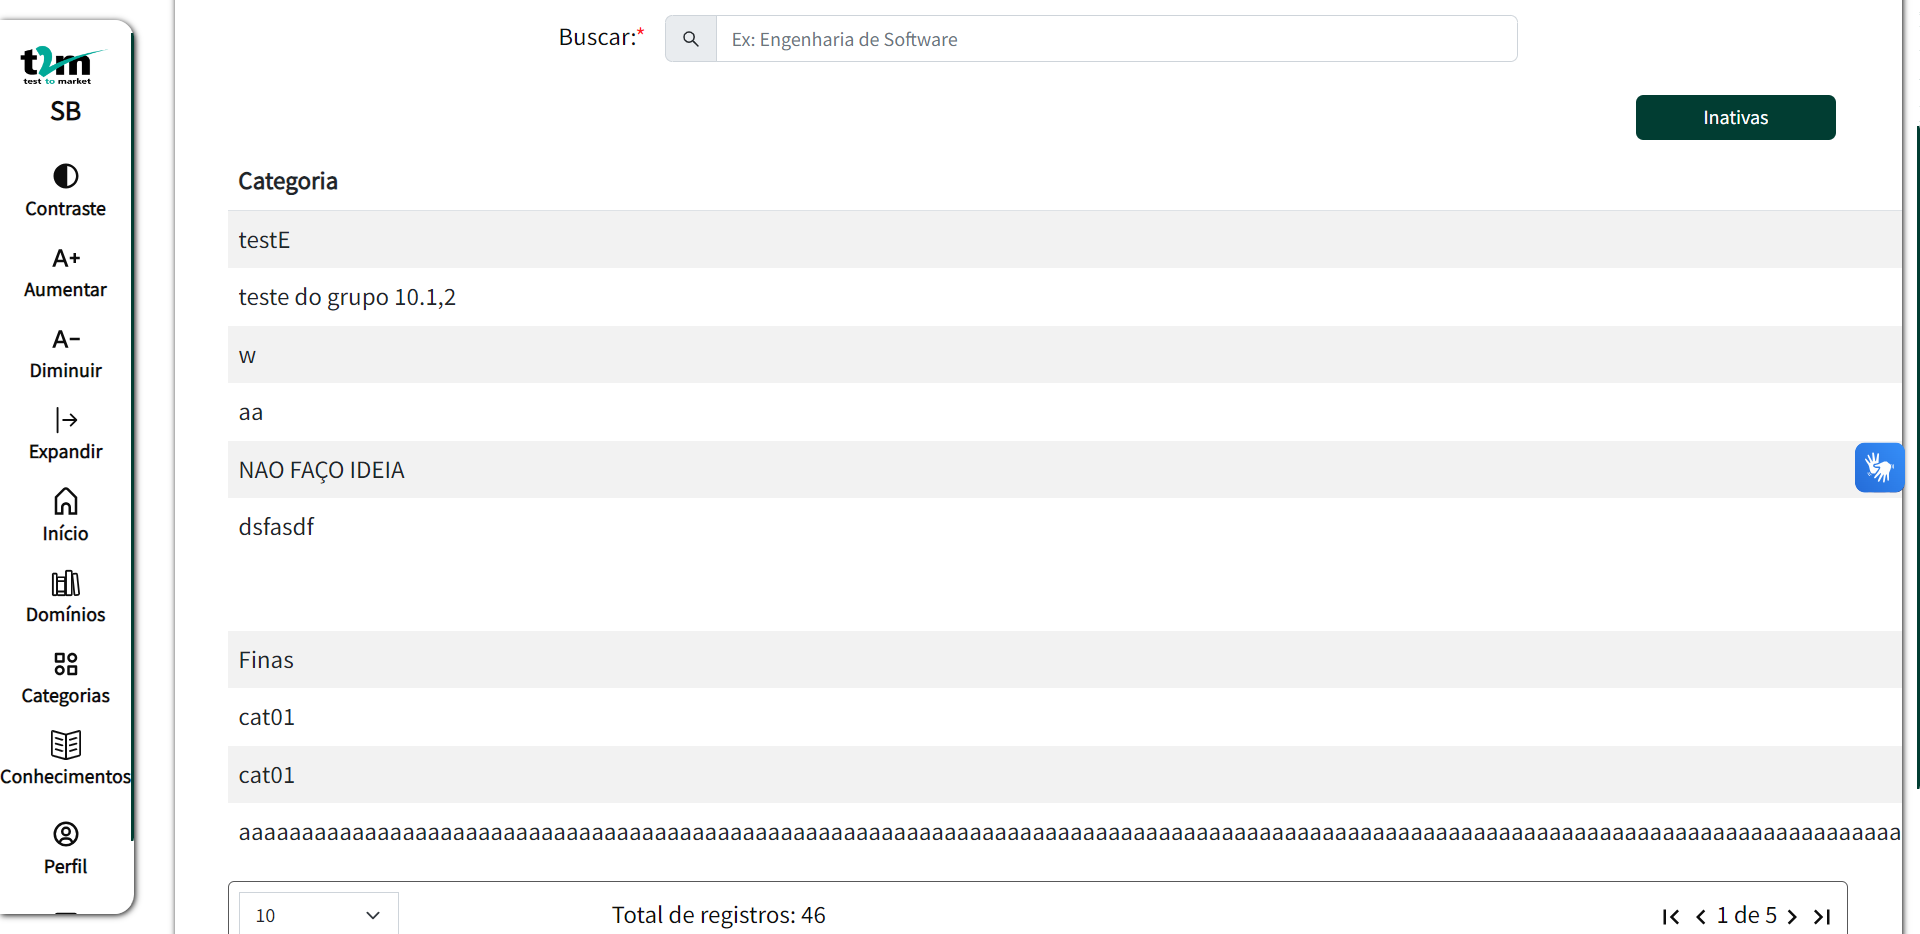 t2m
test to market
SB
Contraste
A+
Aumentar
A-
Diminuir
Expandir
Início
Domínios
Categorias
Conhecimentos
Perfil
Buscar:*
Ex: Engenharia de Software
Inativas
Categoria
testE
teste do grupo 10.1,2
w
aa
NAO FAÇO IDEIA
dsfasdf
Finas
cat01
cat01
aaaaaaaaaaaaaaaaaaaaaaaaaaaaaaaaaaaaaaaaaaaaaaaaaaaaaaaaaaaaaaaaaaaaaaaaaaaaaaaaaaaaaaaaaaaaaaaaaaaaaaaaaaaaaaaaaaaaaaaaaaaaaaaaaaaaaaaa
10
Total de registros: 46
1 de 5